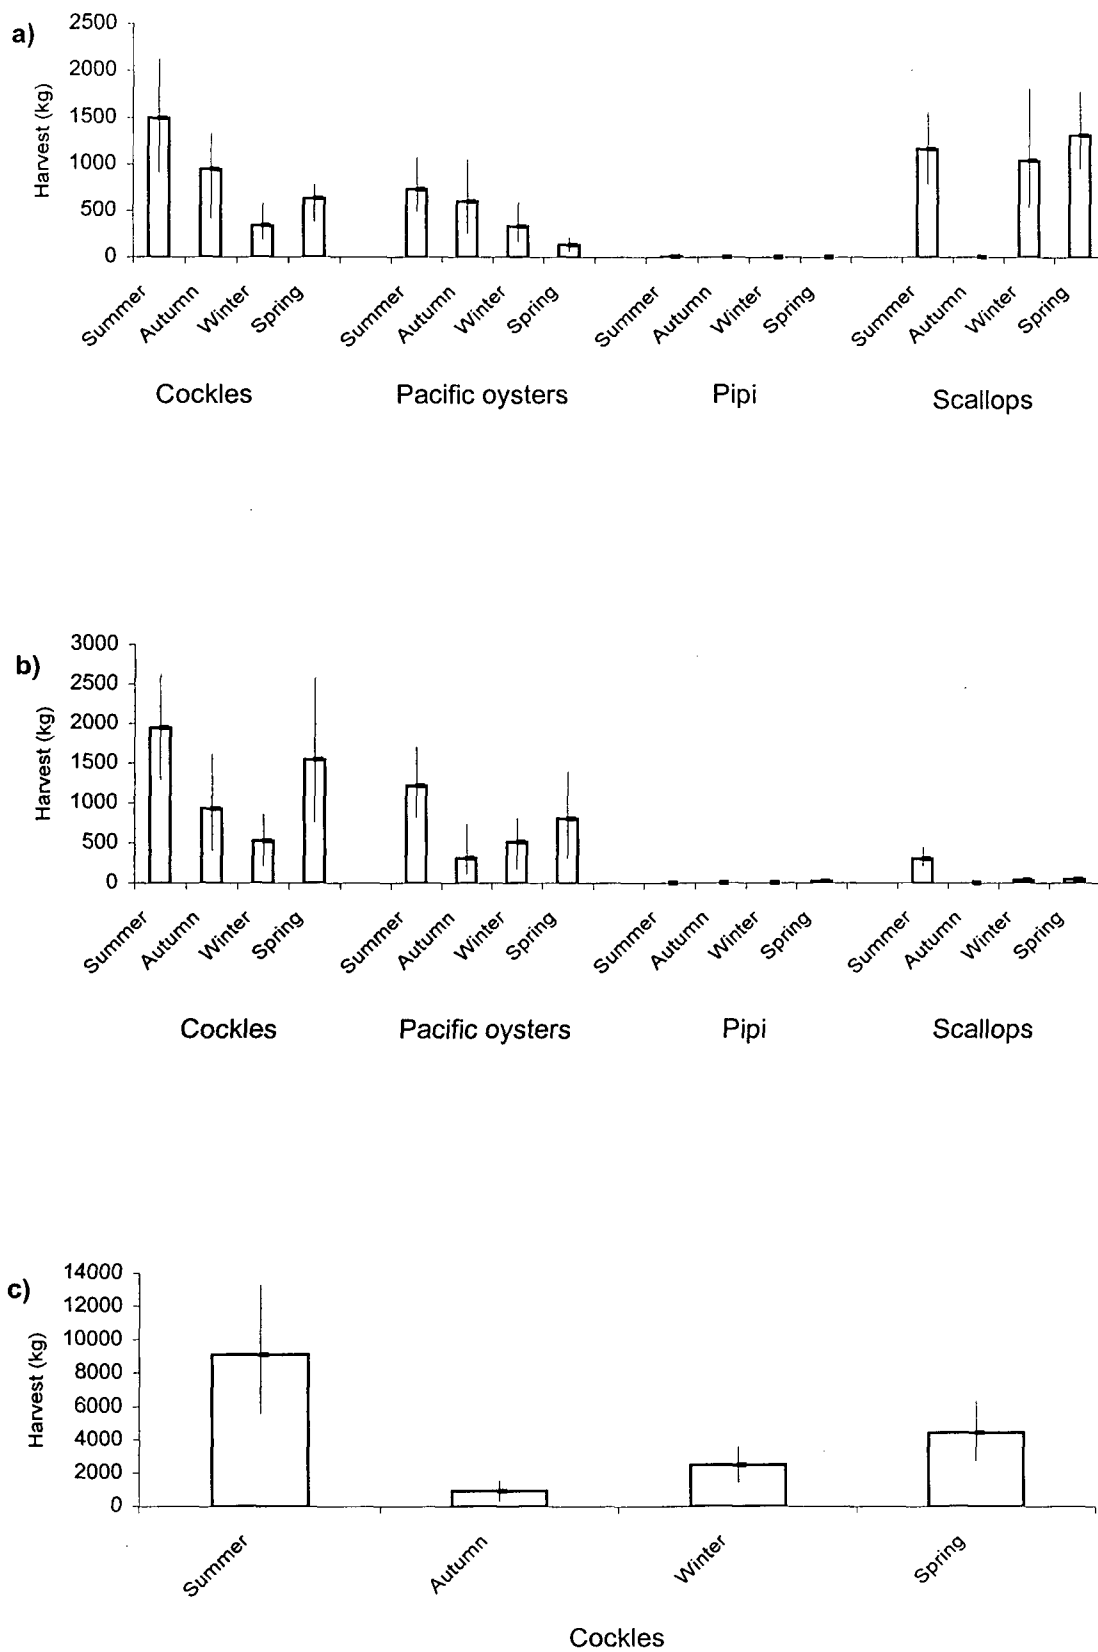 a)
Harvest (kg)
2500
2000
1500
1000
500
0
Summer Autumn Winter Spring Summer Autumn Winter Spring Summer Autumn Winter Spring Summer Autumn Winter Spring
Cockles Pacific oysters Pipi Scallops
b)
Harvest (kg)
3000
2500
2000
1500
1000
500
0
Summer Autumn Winter Spring Summer Autumn Winter Spring Summer Autumn Winter Spring Summer Autumn Winter Spring
Cockles Pacific oysters Pipi Scallops
c)
Harvest (kg)
14000
12000
10000
8000
6000
4000
2000
0
Summer Autumn Winter Spring
Cockles